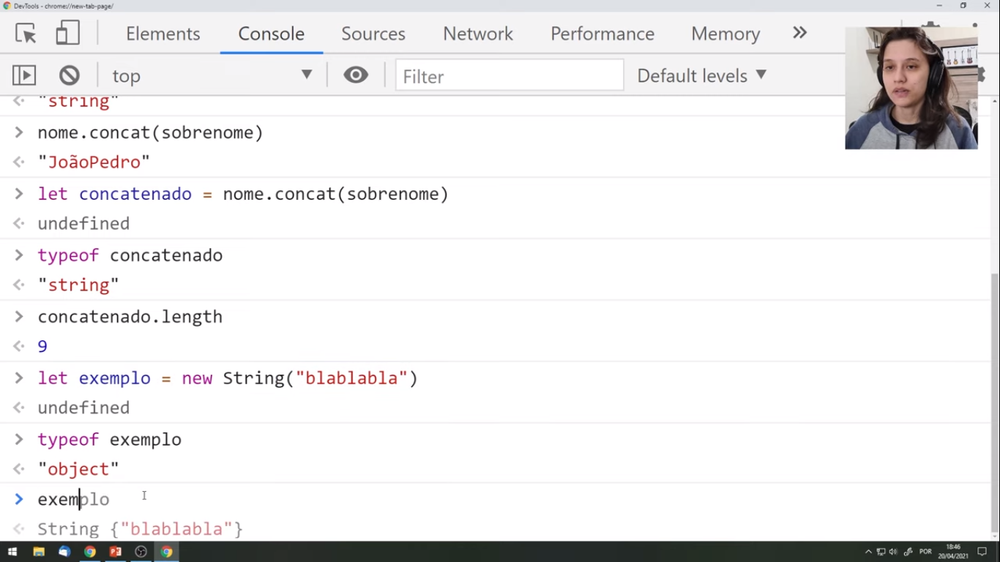 DevTools - chrome://new-tab-page/
Elements Console Sources Network Performance Memory »
top ▼ Filter Default levels ▼
"string"
> nome.concat(sobrenome)
"JoãoPedro"
> let concatenado = nome.concat(sobrenome)
undefined
> typeof concatenado
"string"
> concatenado.length
9
> let exemplo = new String("blablabla")
undefined
> typeof exemplo
"object"
> exemplo
String {"blablabla"}
POR 18:46
20/04/2021